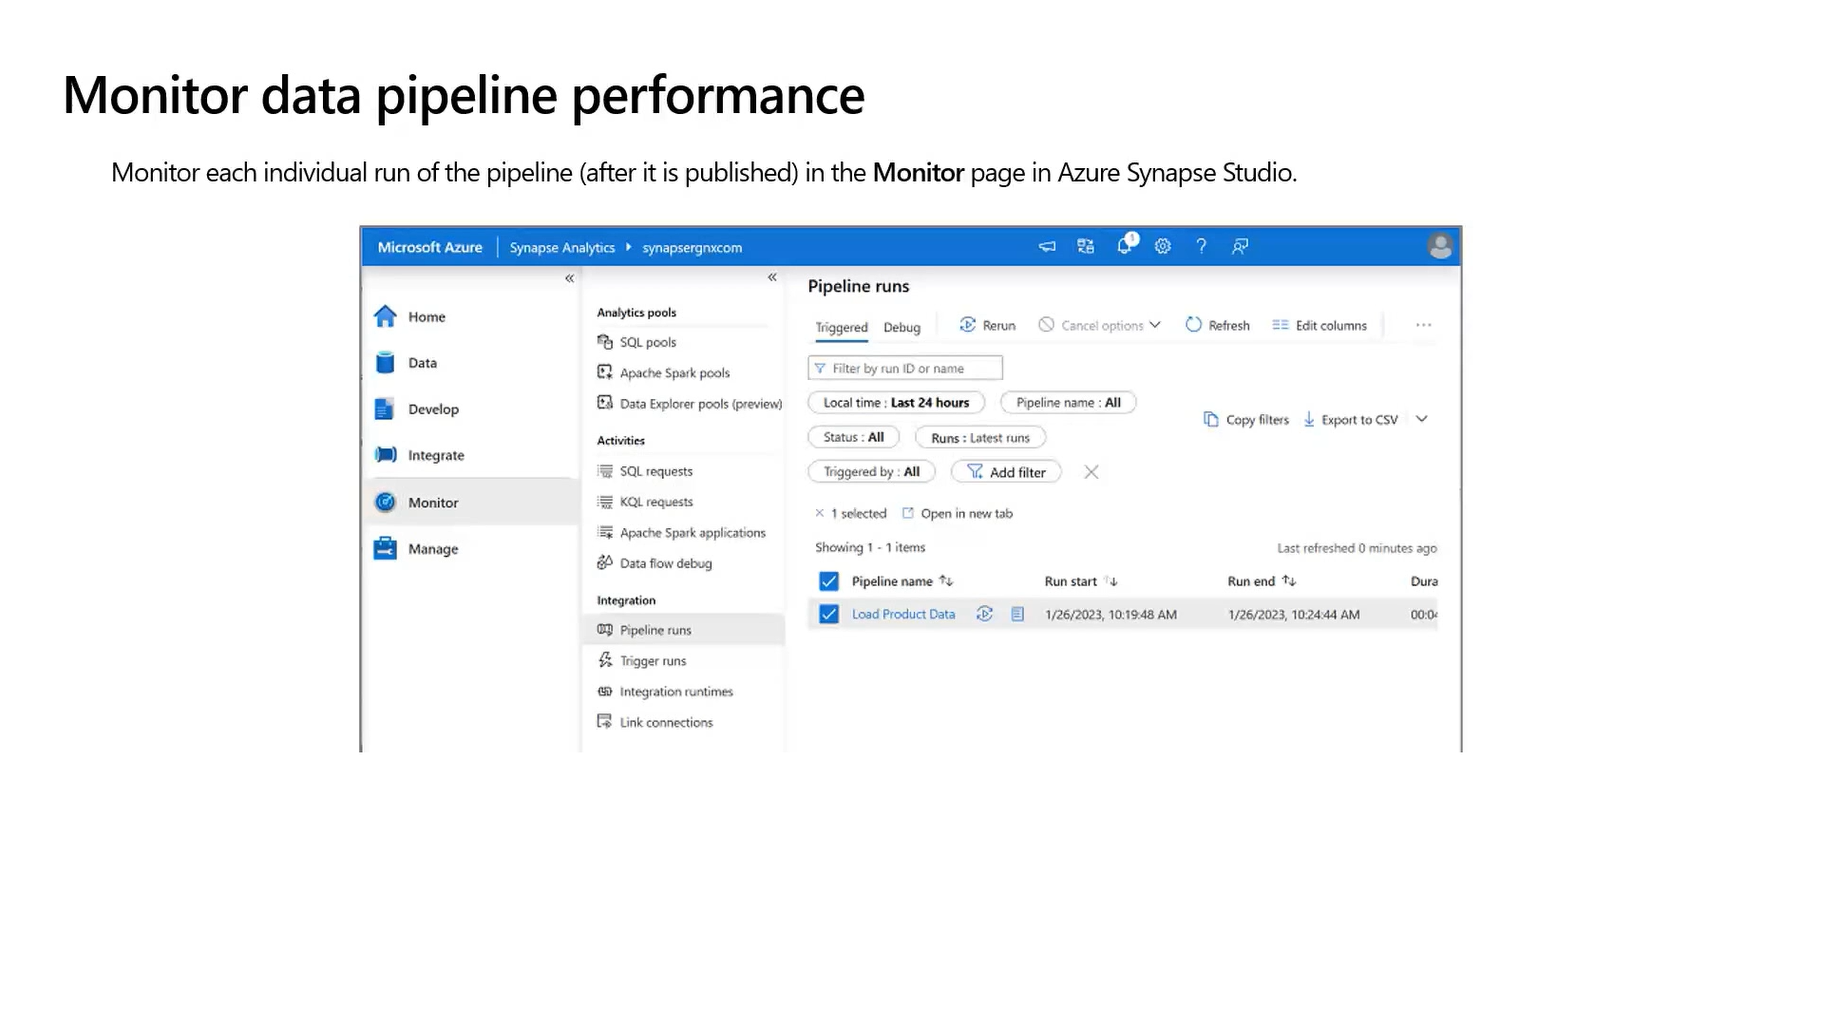 Monitor data pipeline performance
Monitor each individual run of the pipeline (after it is published) in the Monitor page in Azure Synapse Studio.
Microsoft Azure | Synapse Analytics synapsergnxcom 1 ?
« «
Home
Data
Develop
Integrate
Monitor
Manage
Analytics pools
SQL pools
Apache Spark pools
Data Explorer pools (preview)
Activities
SQL requests
KQL requests
Apache Spark applications
Data flow debug
Integration
Pipeline runs
Trigger runs
Integration runtimes
Link connections
Pipeline runs
Triggered Debug Rerun Cancel options Refresh Edit columns ...
Filter by run ID or name
Local time : Last 24 hours Pipeline name : All
Copy filters Export to CSV
Status : All Runs : Latest runs
Triggered by : All Add filter
1 selected Open in new tab
Showing 1 - 1 items Last refreshed 0 minutes ago
Pipeline name Run start Run end Dura
Load Product Data 1/26/2023, 10:19:48 AM 1/26/2023, 10:24:44 AM 00:04